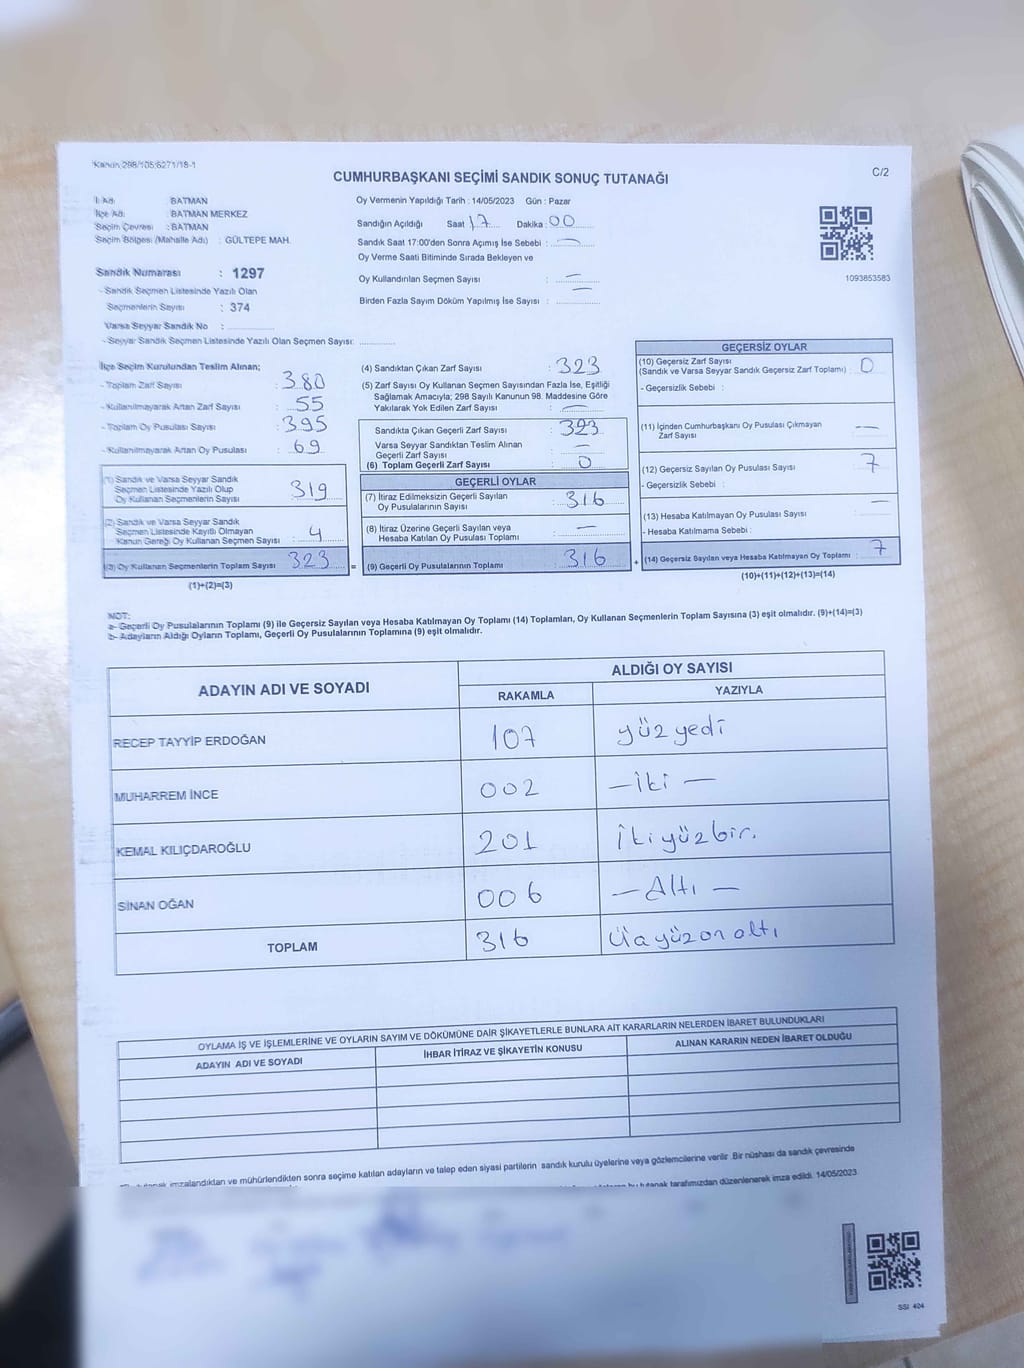 Kanun:298/105;6271/18-1
C/2
CUMHURBAŞKANI SEÇİMİ SANDIK SONUÇ TUTANAĞI
İl Adı : BATMAN
İlçe Adı : BATMAN MERKEZ
Seçim Çevresi : BATMAN
Seçim Bölgesi (Mahalle Adı) : GÜLTEPE MAH.
Sandık Numarası : 1297
- Sandık Seçmen Listesinde Yazılı Olan
Seçmenlerin Sayısı : 374
Varsa Seyyar Sandık No :
- Seyyar Sandık Seçmen Listesinde Yazılı Olan Seçmen Sayısı:
Oy Vermenin Yapıldığı Tarih : 14/05/2023 Gün : Pazar
Sandığın Açıldığı Saat 17 Dakika : 00
Sandık Saat 17:00'den Sonra Açımış İse Sebebi : —
Oy Verme Saati Bitiminde Sırada Bekleyen ve
Oy Kullandırılan Seçmen Sayısı : —
Birden Fazla Sayım Döküm Yapılmış İse Sayısı : —
1093853583
İlçe Seçim Kurulundan Teslim Alınan;
- Toplam Zarf Sayısı : 380
- Kullanılmayarak Artan Zarf Sayısı : 55
- Toplam Oy Pusulası Sayısı : 395
- Kullanılmayarak Artan Oy Pusulası : 69
(1) Sandık ve Varsa Seyyar Sandık
Seçmen Listesinde Yazılı Olup
Oy Kullanan Seçmenlerin Sayısı : 319
(2) Sandık ve Varsa Seyyar Sandık
Seçmen Listesinde Kayıtlı Olmayan
Kanun Gereği Oy Kullanan Seçmen Sayısı : 4
(3) Oy Kullanan Seçmenlerin Toplam Sayısı : 323
(1)+(2)=(3)
=
(4) Sandıktan Çıkan Zarf Sayısı : 323
(5) Zarf Sayısı Oy Kullanan Seçmen Sayısından Fazla İse, Eşitliği
Sağlamak Amacıyla; 298 Sayılı Kanunun 98. Maddesine Göre
Yakılarak Yok Edilen Zarf Sayısı : —
Sandıkta Çıkan Geçerli Zarf Sayısı : 323
Varsa Seyyar Sandıktan Teslim Alınan
Geçerli Zarf Sayısı : —
(6) Toplam Geçerli Zarf Sayısı : 0
GEÇERLİ OYLAR
(7) İtiraz Edilmeksizin Geçerli Sayılan
Oy Pusulalarının Sayısı : 316
(8) İtiraz Üzerine Geçerli Sayılan veya
Hesaba Katılan Oy Pusulası Toplamı : —
(9) Geçerli Oy Pusulalarının Toplamı : 316
+
GEÇERSİZ OYLAR
(10) Geçersiz Zarf Sayısı
(Sandık ve Varsa Seyyar Sandık Geçersiz Zarf Toplamı) : 0
- Geçersizlik Sebebi :
(11) İçinden Cumhurbaşkanı Oy Pusulası Çıkmayan
Zarf Sayısı : —
(12) Geçersiz Sayılan Oy Pusulası Sayısı : 7
- Geçersizlik Sebebi :
(13) Hesaba Katılmayan Oy Pusulası Sayısı : —
- Hesaba Katılmama Sebebi :
(14) Geçersiz Sayılan veya Hesaba Katılmayan Oy Toplamı : 7
(10)+(11)+(12)+(13)=(14)
NOT:
a- Geçerli Oy Pusulalarının Toplamı (9) ile Geçersiz Sayılan veya Hesaba Katılmayan Oy Toplamı (14) Toplamları, Oy Kullanan Seçmenlerin Toplam Sayısına (3) eşit olmalıdır. (9)+(14)=(3)
b- Adayların Aldığı Oyların Toplamı, Geçerli Oy Pusulalarının Toplamına (9) eşit olmalıdır.
ADAYIN ADI VE SOYADI
ALDIĞI OY SAYISI
RAKAMLA YAZIYLA
RECEP TAYYİP ERDOĞAN 107 yüz yedi
MUHARREM İNCE 002 — iki —
KEMAL KILIÇDAROĞLU 201 iki yüz bir.
SİNAN OĞAN 006 — Altı —
TOPLAM 316 Üç yüz on altı
OYLAMA İŞ VE İŞLEMLERİNE VE OYLARIN SAYIM VE DÖKÜMÜNE DAİR ŞİKAYETLERLE BUNLARA AİT KARARLARIN NELERDEN İBARET BULUNDUKLARI
ADAYIN ADI VE SOYADI İHBAR İTİRAZ VE ŞİKAYETİN KONUSU ALINAN KARARIN NEDEN İBARET OLDUĞU
tutanak imzalandıktan ve mühürlendikten sonra seçime katılan adayların ve talep eden siyasi partilerin sandık kurulu üyelerine veya gözlemcilerine verilir. Bir nüshası da sandık çevresinde
bu tutanak tarafımızdan düzenlenerek imza edildi. 14/05/2023
SSI 404